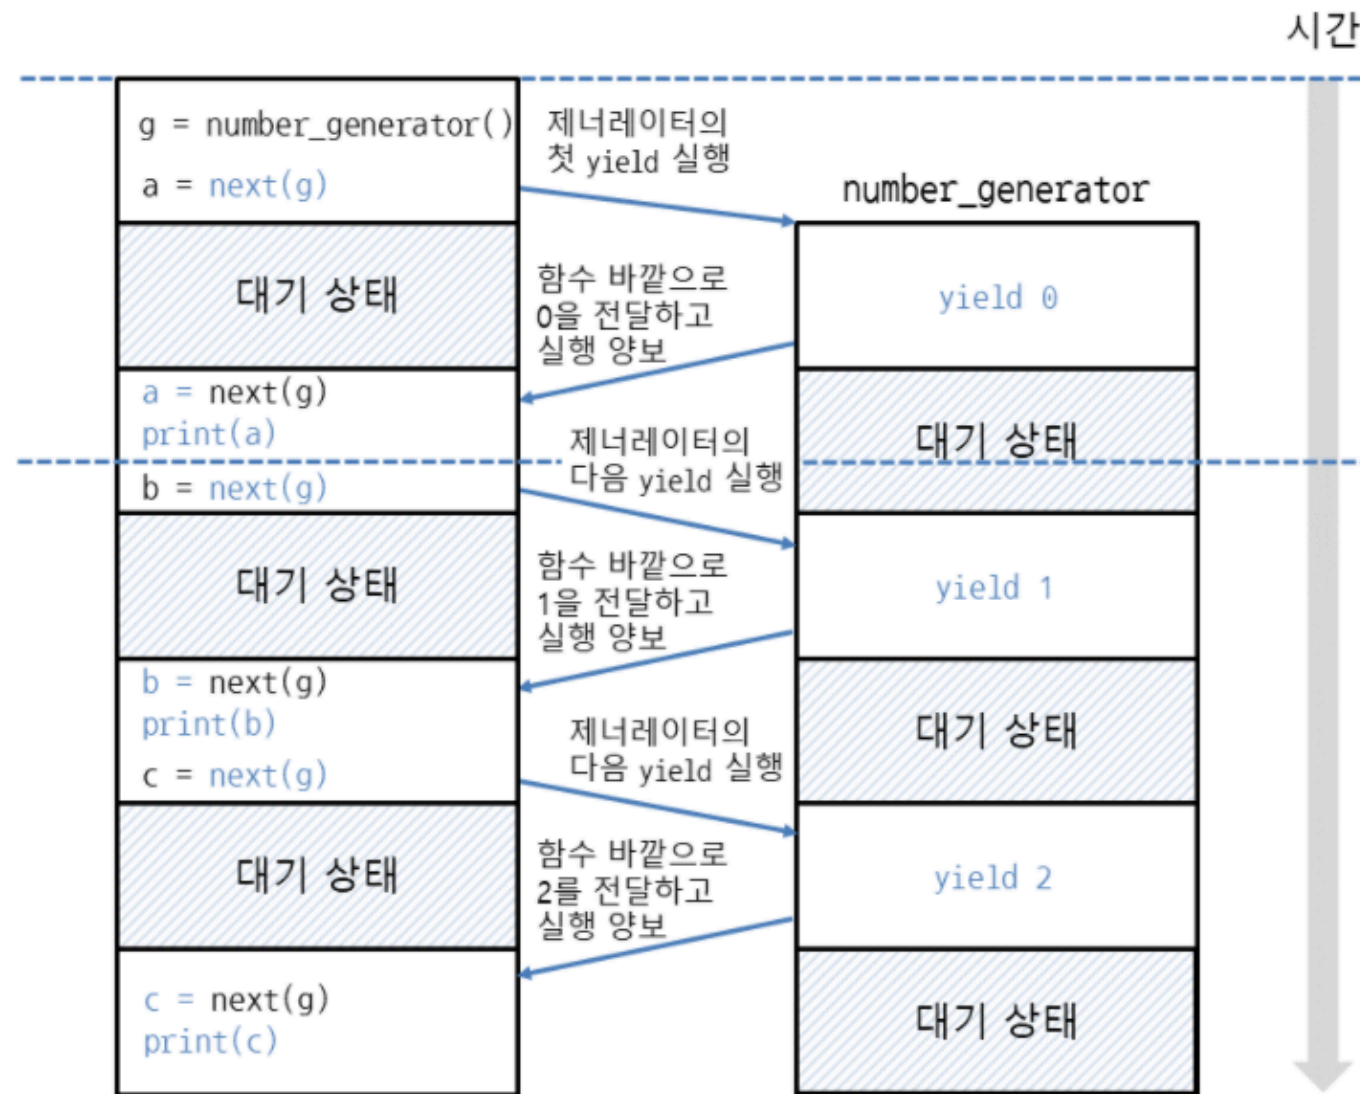 시간
g = number_generator()
a = next(g)
제너레이터의
첫 yield 실행
number_generator
대기 상태
함수 바깥으로
0을 전달하고
실행 양보
yield 0
a = next(g)
print(a)
제너레이터의
다음 yield 실행
대기 상태
b = next(g)
대기 상태
함수 바깥으로
1을 전달하고
실행 양보
yield 1
b = next(g)
print(b)
c = next(g)
제너레이터의
다음 yield 실행
대기 상태
대기 상태
함수 바깥으로
2를 전달하고
실행 양보
yield 2
c = next(g)
print(c)
대기 상태